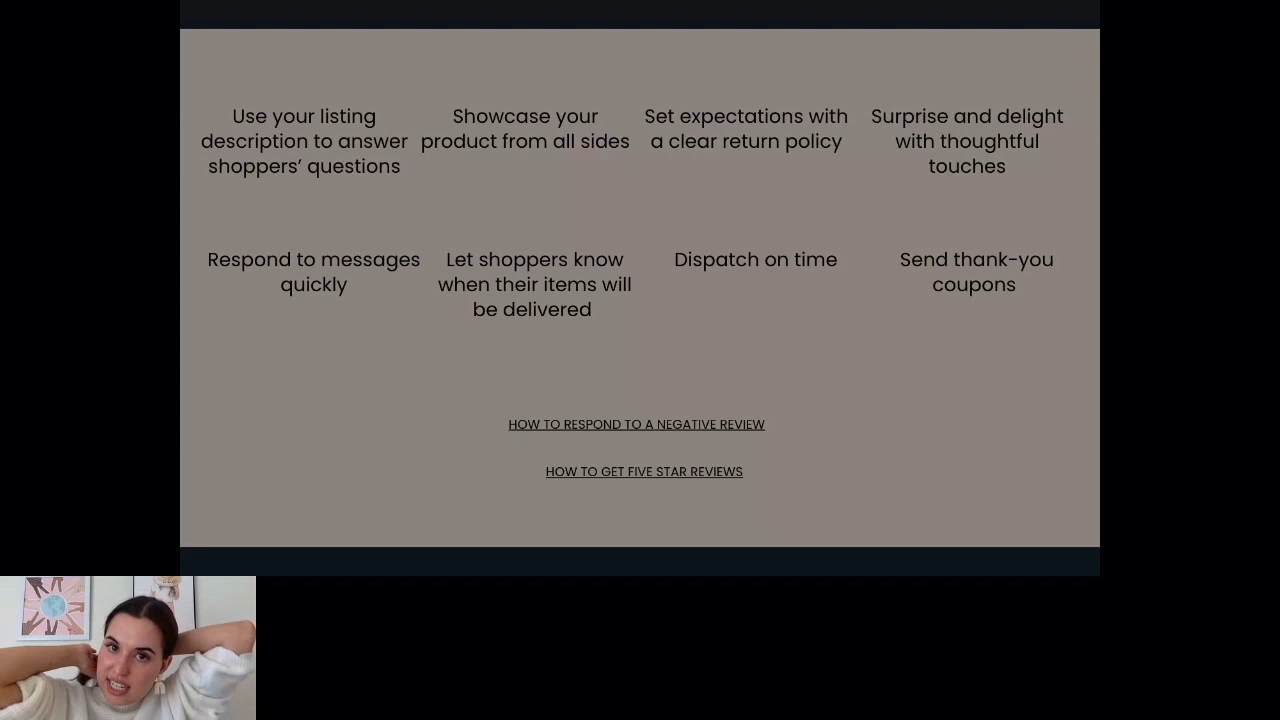 Use your listing
description to answer
shoppers’ questions
Showcase your
product from all sides
Set expectations with
a clear return policy
Surprise and delight
with thoughtful
touches
Respond to messages
quickly
Let shoppers know
when their items will
be delivered
Dispatch on time
Send thank-you
coupons
HOW TO RESPOND TO A NEGATIVE REVIEW
HOW TO GET FIVE STAR REVIEWS